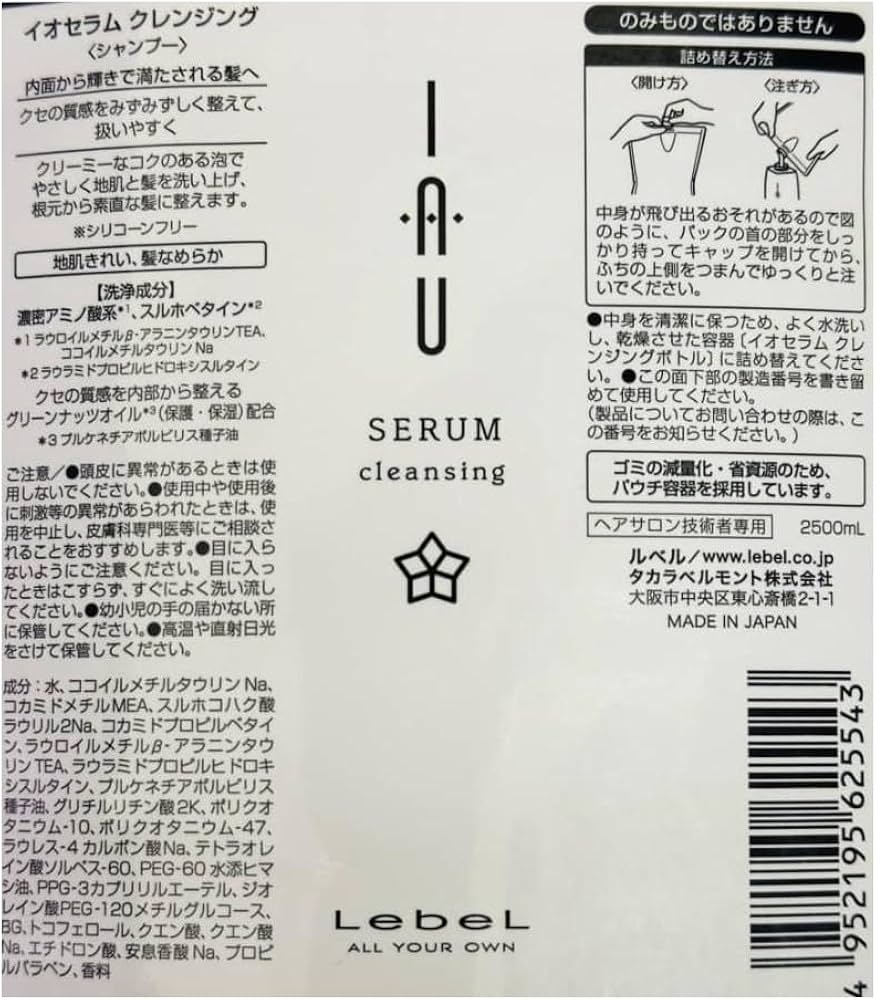 イオセラム クレンジング
〈シャンプー〉
内面から輝きで満たされる髪へ
クセの質感をみずみずしく整えて、
扱いやすく
クリーミーなコクのある泡で
やさしく地肌と髪を洗い上げ、
根元から素直な髪に整えます。
※シリコーンフリー
地肌きれい、髪なめらか
【洗浄成分】
濃密アミノ酸系*1、スルホベタイン*2
*1 ラウロイルメチルβ-アラニンタウリンTEA、
ココイルメチルタウリン Na
*2 ラウラミドプロピルヒドロキシスルタイン
クセの質感を内部から整える
グリーンナッツオイル*3(保護・保湿)配合
*3 プルケネチアボルビリス種子油
ご注意/●頭皮に異常があるときは使
用しないでください。●使用中や使用後
に刺激等の異常があらわれたときは、使
用を中止し、皮膚科専門医等にご相談さ
れることをおすすめします。●目に入ら
ないようにご注意ください。目に入っ
たときはこすらず、すぐによく洗い流し
てください。●幼小児の手の届かない所
に保管してください。●高温や直射日光
をさけて保管してください。
成分:水、ココイルメチルタウリン Na、
コカミドメチルMEA、スルホコハク酸
ラウリル2Na、コカミドプロピルベタイ
ン、ラウロイルメチルβ-アラニンタウ
リン TEA、ラウラミドプロピルヒドロキ
シスルタイン、プルケネチアボルビリス
種子油、グリチルリチン酸2K、ポリクオ
タニウム-10、ポリクオタニウム-47、
ラウレス-4 カルボン酸Na、テトラオレ
イン酸ソルベス-60、PEG-60 水添ヒマ
シ油、PPG-3カプリリルエーテル、ジオ
レイン酸PEG-120メチルグルコース、
BG、トコフェロール、クエン酸、クエン酸
Na、エチドロン酸、安息香酸 Na、プロピ
ルパラベン、香料
I
A
U
SERUM
cleansing
LebeL
ALL YOUR OWN
のみものではありません
詰め替え方法
〈開け方〉 〈注ぎ方〉
中身が飛び出るおそれがあるので図
のように、パックの首の部分をしっ
かり持ってキャップを開けてから、
ふちの上側をつまんでゆっくりと注
いでください。
●中身を清潔に保つため、よく水洗い
し、乾燥させた容器〔イオセラム クレ
ンジングボトル〕に詰め替えてくださ
い。●この面下部の製造番号を書き留
めて使用してください。
(製品についてお問い合わせの際は、こ
の番号をお知らせください。)
ゴミの減量化・省資源のため、
パウチ容器を採用しています。
ヘアサロン技術者専用 2500mL
ルベル/www.lebel.co.jp
タカラベルモント株式会社
大阪市中央区東心斎橋2-1-1
MADE IN JAPAN
4 952195 625543